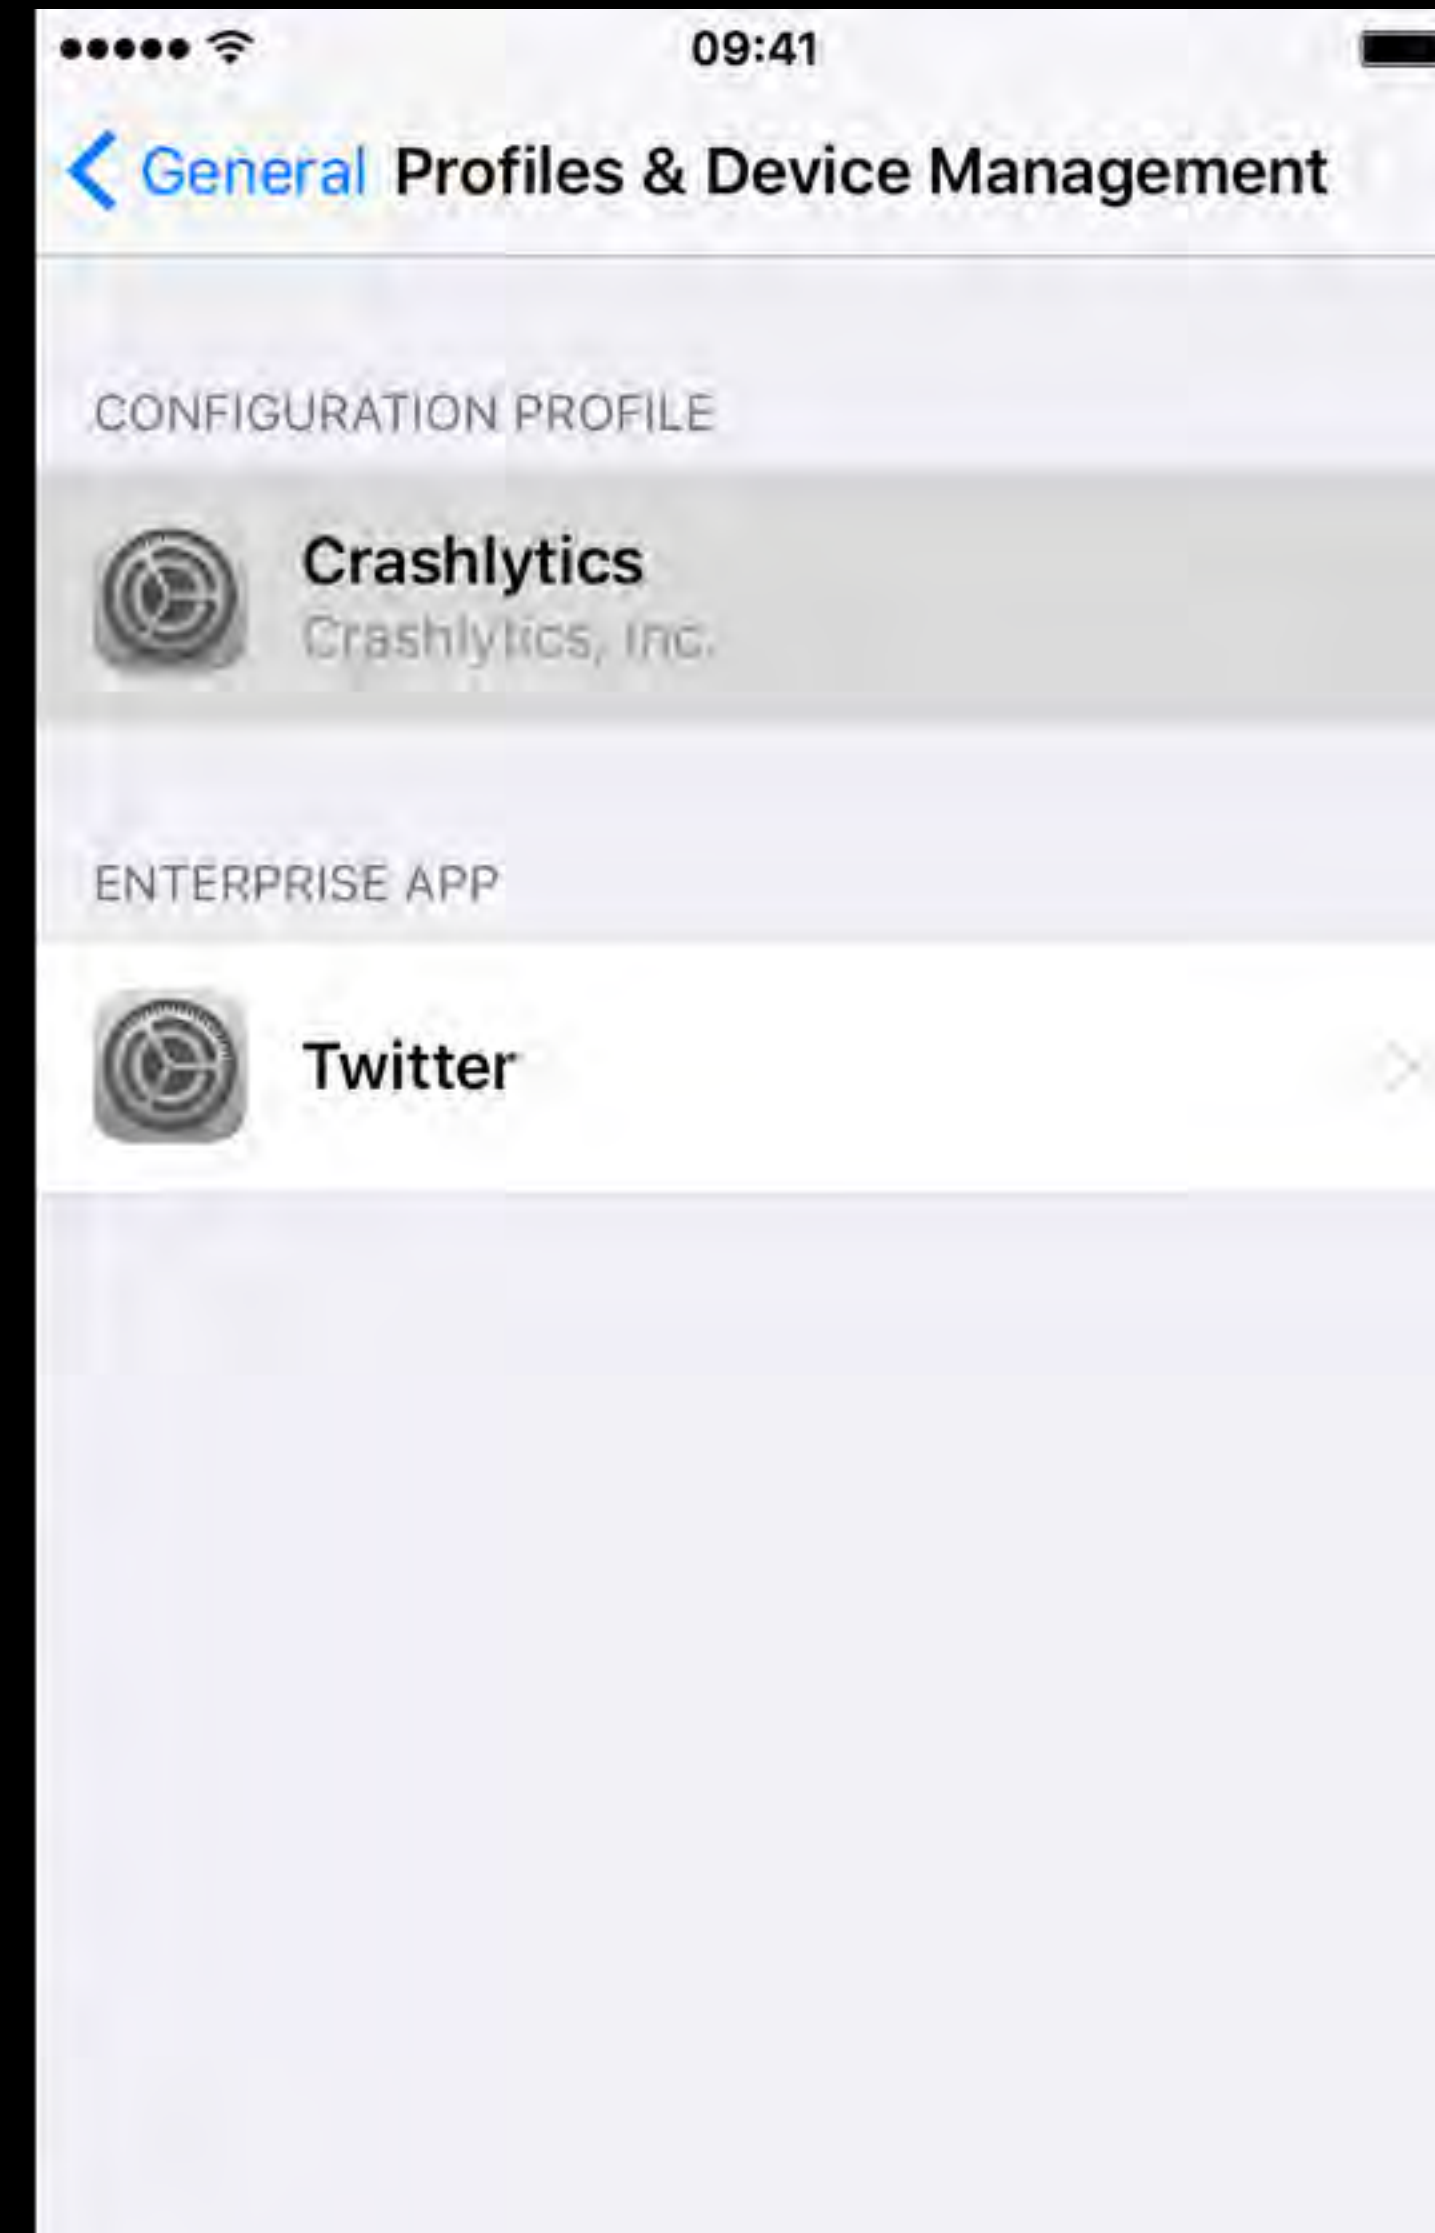 09:41
General Profiles & Device Management
CONFIGURATION PROFILE
Crashlytics
Crashlytics, Inc.
ENTERPRISE APP
Twitter